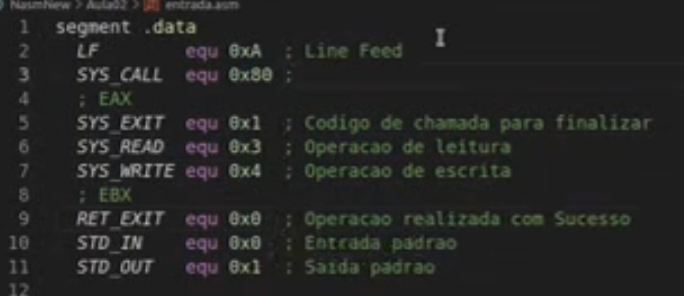 NasmNew > Aula02 > entrada.asm
1 segment .data
2 LF equ 0xA ; Line Feed
3 SYS_CALL equ 0x80 ;
4 ; EAX
5 SYS_EXIT equ 0x1 ; Codigo de chamada para finalizar
6 SYS_READ equ 0x3 ; Operacao de leitura
7 SYS_WRITE equ 0x4 ; Operacao de escrita
8 ; EBX
9 RET_EXIT equ 0x0 ; Operacao realizada com Sucesso
10 STD_IN equ 0x0 ; Entrada padrao
11 STD_OUT equ 0x1 ; Saida padrao
12